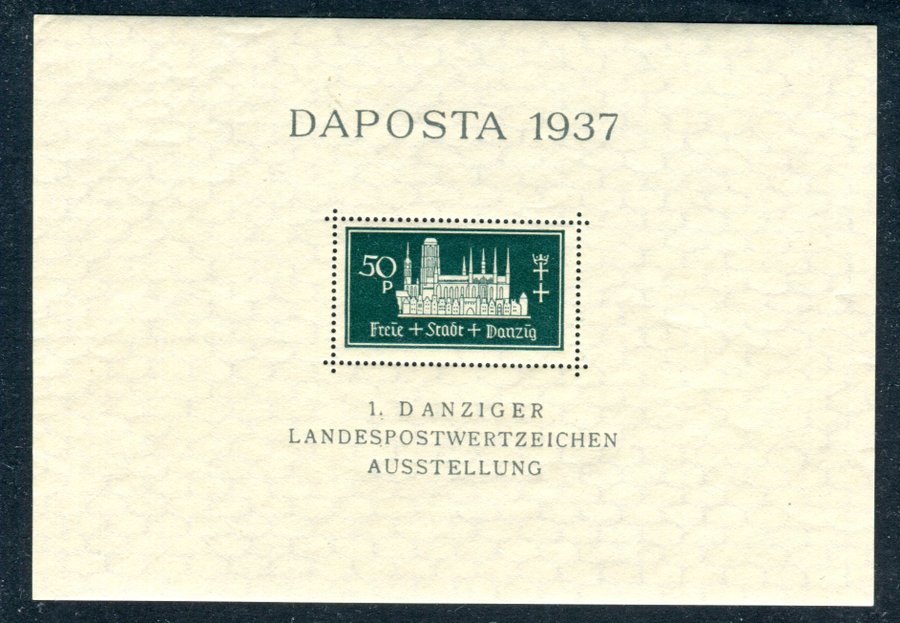 DAPOSTA 1937
50
P
Freie + Stadt + Danzig
1. DANZIGER
LANDESPOSTWERTZEICHEN
AUSSTELLUNG